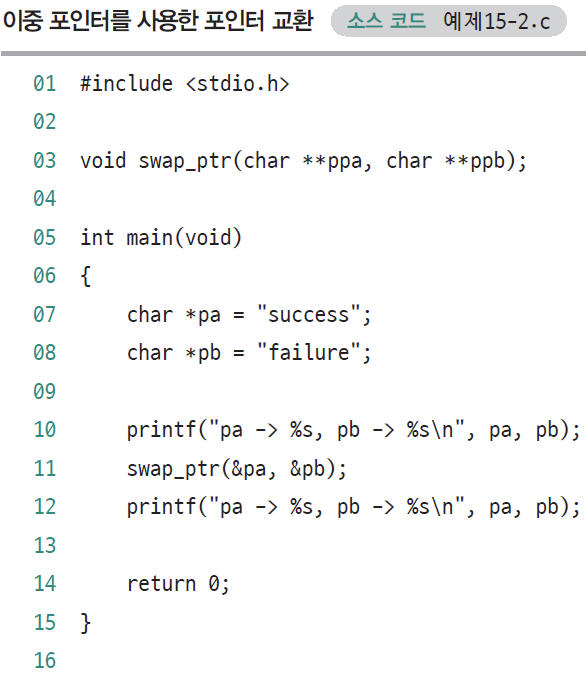 이중 포인터를 사용한 포인터 교환 소스 코드 예제15-2.c
01 #include <stdio.h>
02
03 void swap_ptr(char **ppa, char **ppb);
04
05 int main(void)
06 {
07     char *pa = "success";
08     char *pb = "failure";
09
10     printf("pa -> %s, pb -> %s\n", pa, pb);
11     swap_ptr(&pa, &pb);
12     printf("pa -> %s, pb -> %s\n", pa, pb);
13
14     return 0;
15 }
16